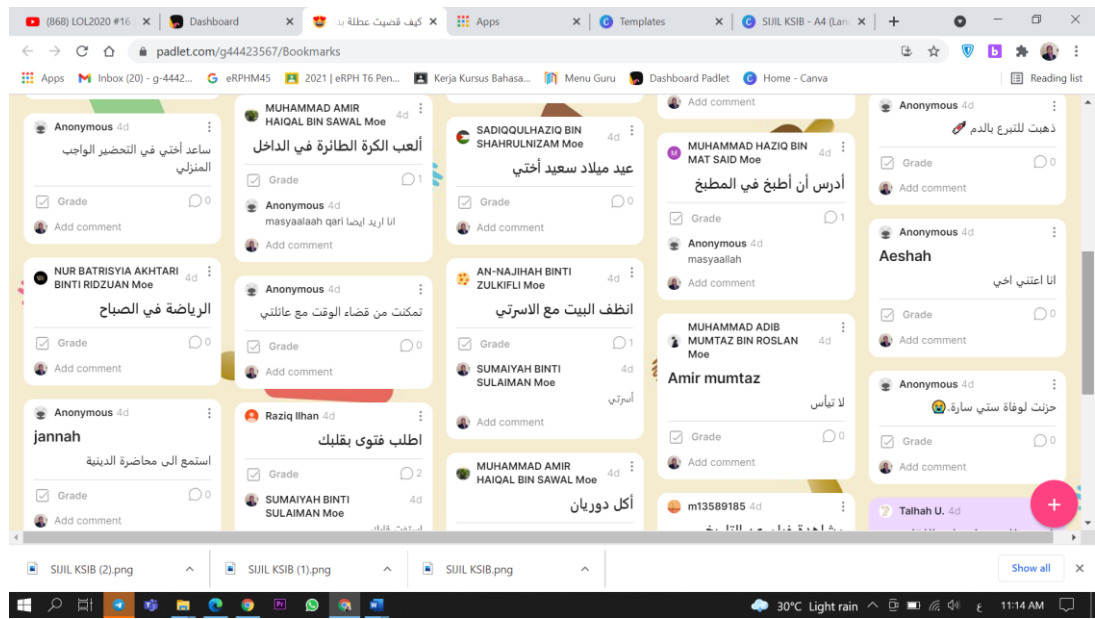 (868) LOL2020 #16
Dashboard
كيف قضيت عطلة بد
Apps
Templates
SIJIL KSIB - A4 (Lan
padlet.com/g44423567/Bookmarks
Apps
Inbox (20) - g-4442...
eRPHM45
2021 | eRPH T6 Pen...
Kerja Kursus Bahasa...
Menu Guru
Dashboard Padlet
Home - Canva
Reading list
Anonymous 4d
ساعد أختي في التحضير الواجب
المنزلي
Grade
0
Add comment
NUR BATRISYIA AKHTARI
BINTI RIDZUAN Moe
4d
الرياضة في الصباح
Grade
0
Add comment
Anonymous 4d
jannah
استمع الى محاضرة الدينية
Grade
0
Add comment
MUHAMMAD AMIR
HAIQAL BIN SAWAL Moe
4d
ألعب الكرة الطائرة في الداخل
Grade
1
Anonymous 4d
masyaalaah qari انا اريد ايضا
Add comment
Anonymous 4d
تمكنت من قضاء الوقت مع عائلتي
Grade
0
Add comment
Raziq Ilhan 4d
اطلب فتوى بقلبك
Grade
2
SUMAIYAH BINTI
SULAIMAN Moe
4d
SADIQQULHAZIQ BIN
SHAHRULNIZAM Moe
4d
عيد ميلاد سعيد أختي
Grade
0
Add comment
AN-NAJIHAH BINTI
ZULKIFLI Moe
4d
انظف البيت مع الاسرتي
Grade
1
SUMAIYAH BINTI
SULAIMAN Moe
4d
أسرتي
Add comment
MUHAMMAD AMIR
HAIQAL BIN SAWAL Moe
4d
أكل دوريان
Add comment
MUHAMMAD HAZIQ BIN
MAT SAID Moe
4d
أدرس أن أطبخ في المطبخ
Grade
1
Anonymous 4d
masyaallah
Add comment
MUHAMMAD ADIB
MUMTAZ BIN ROSLAN
Moe
4d
Amir mumtaz
لا تيأس
Grade
0
Add comment
m13589185 4d
Anonymous 4d
ذهبت للتبرع بالدم
Grade
0
Add comment
Anonymous 4d
Aeshah
انا اعتني اخي
Grade
0
Add comment
Anonymous 4d
حزنت لوفاة ستي سارة.
Grade
0
Add comment
Talhah U. 4d
SIJIL KSIB (2).png
SIJIL KSIB (1).png
SIJIL KSIB.png
Show all
30°C Light rain
ع
11:14 AM